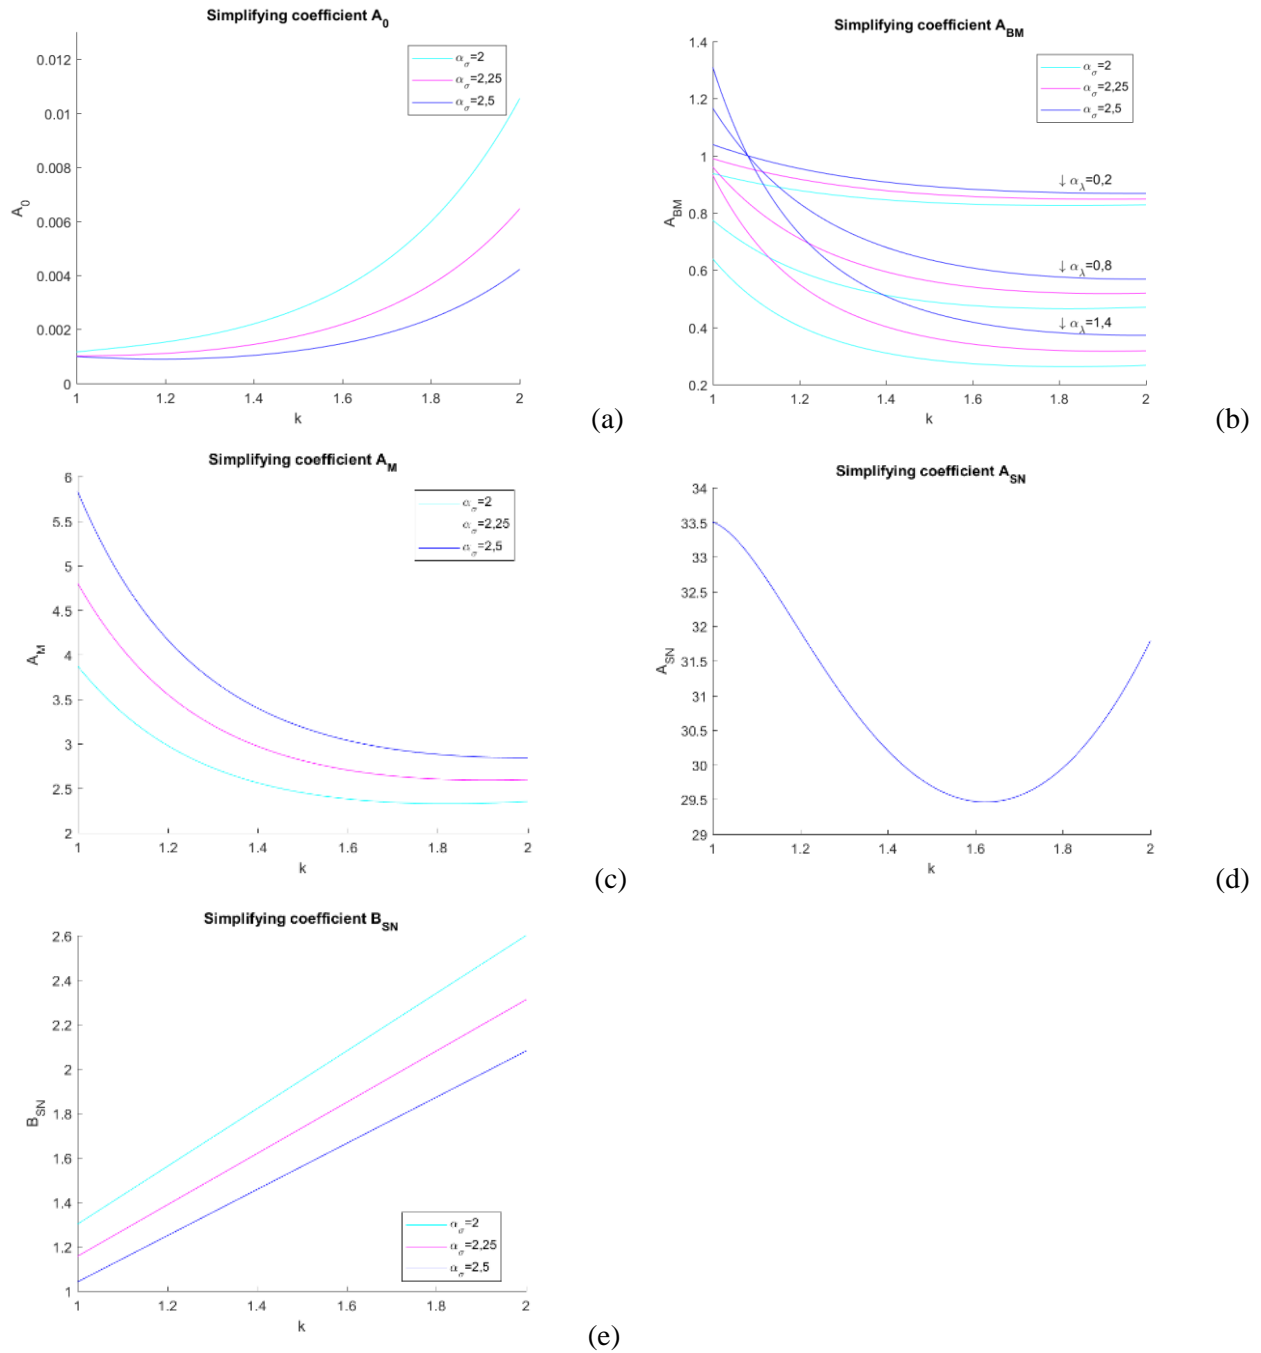 Simplifying coefficient A0
0.012
0.01
0.008
0.006
0.004
0.002
0
A0
1 1.2 1.4 1.6 1.8 2
k
ασ=2
ασ=2,25
ασ=2,5
(a)
Simplifying coefficient ABM
1.4
1.2
1
0.8
0.6
0.4
0.2
ABM
1 1.2 1.4 1.6 1.8 2
k
ασ=2
ασ=2,25
ασ=2,5
↓ αλ=0,2
↓ αλ=0,8
↓ αλ=1,4
(b)
Simplifying coefficient AM
6
5.5
5
4.5
4
3.5
3
2.5
2
AM
1 1.2 1.4 1.6 1.8 2
k
ασ=2
ασ=2,25
ασ=2,5
(c)
Simplifying coefficient ASN
34
33.5
33
32.5
32
31.5
31
30.5
30
29.5
29
ASN
1 1.2 1.4 1.6 1.8 2
k
(d)
Simplifying coefficient BSN
2.6
2.4
2.2
2
1.8
1.6
1.4
1.2
1
BSN
1 1.2 1.4 1.6 1.8 2
k
ασ=2
ασ=2,25
ασ=2,5
(e)